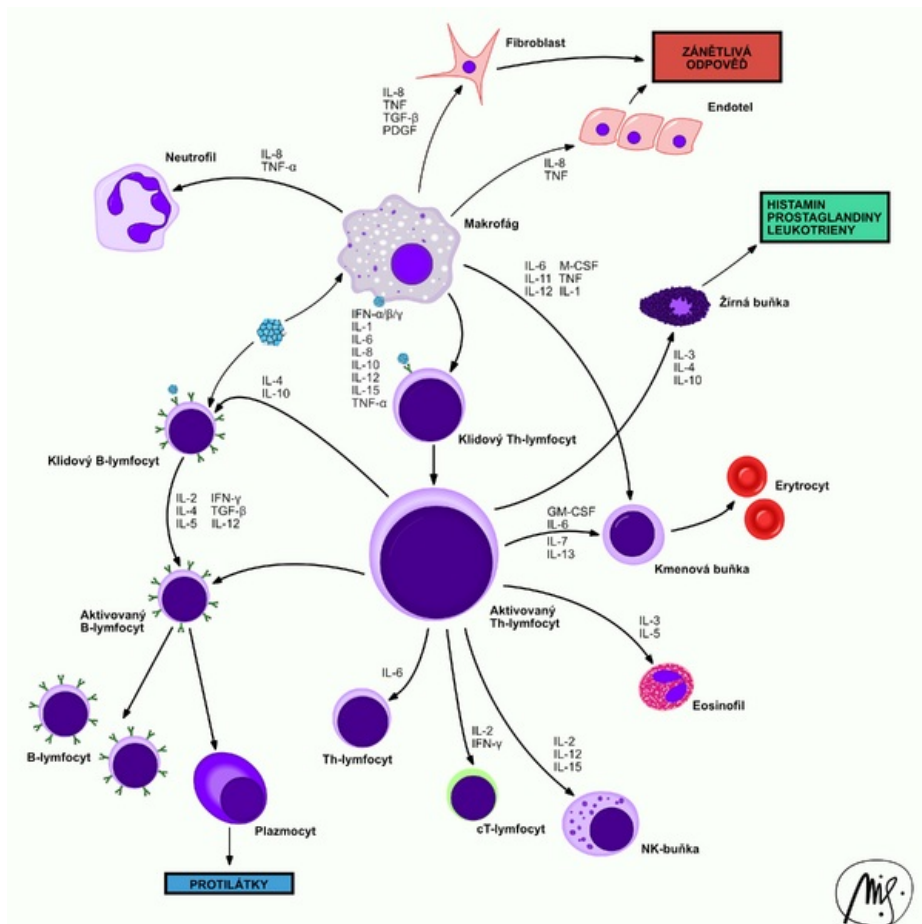 Fibroblast
ZÁNĚTLIVÁ
ODPOVĚĎ
IL-8
TNF
TGF-β
PDGF
Endotel
Neutrofil
IL-8
TNF-α
IL-8
TNF
Makrofág
HISTAMIN
PROSTAGLANDINY
LEUKOTRIENY
IL-6 M-CSF
IL-11 TNF
IL-12 IL-1
Žírná buňka
IFN-α/β/γ
IL-1
IL-6
IL-8
IL-10
IL-12
IL-15
TNF-α
IL-3
IL-4
IL-10
IL-4
IL-10
Klidový Th-lymfocyt
Klidový B-lymfocyt
Erytrocyt
IL-2 IFN-γ
IL-4 TGF-β
IL-5 IL-12
GM-CSF
IL-6
IL-7
IL-13
Kmenová buňka
Aktivovaný
B-lymfocyt
Aktivovaný
Th-lymfocyt
IL-3
IL-5
Eosinofil
IL-6
B-lymfocyt
Th-lymfocyt
IL-2
IFN-γ
IL-2
IL-12
IL-15
Plazmocyt
cT-lymfocyt
NK-buňka
PROTILÁTKY